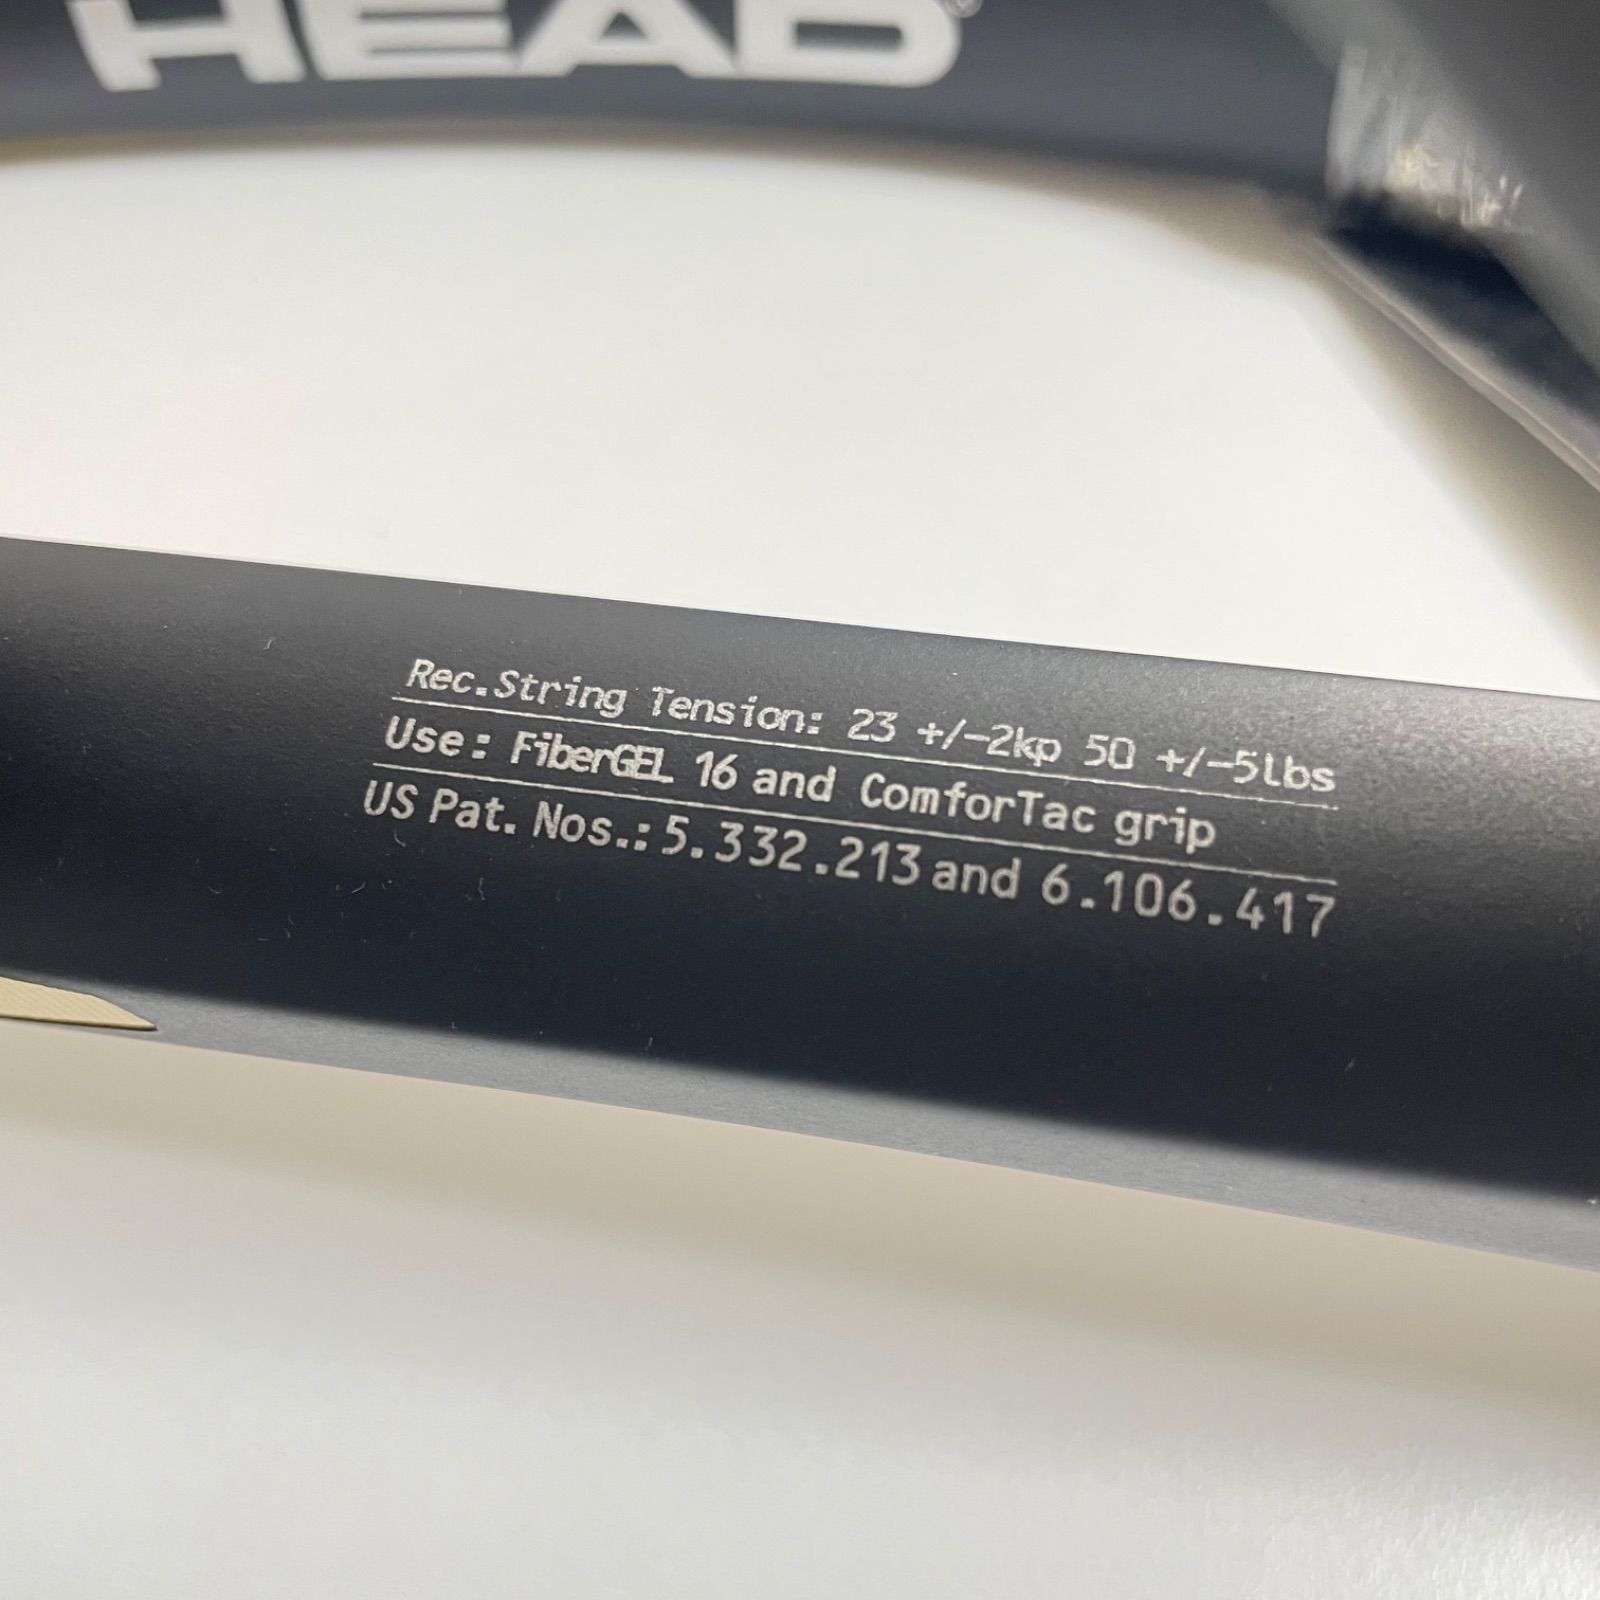 HEAD
Rec.String Tension: 23 +/-2kp 50 +/-5lbs
Use: FiberGEL 16 and ComforTac grip
US Pat. Nos.: 5.332.213 and 6.106.417